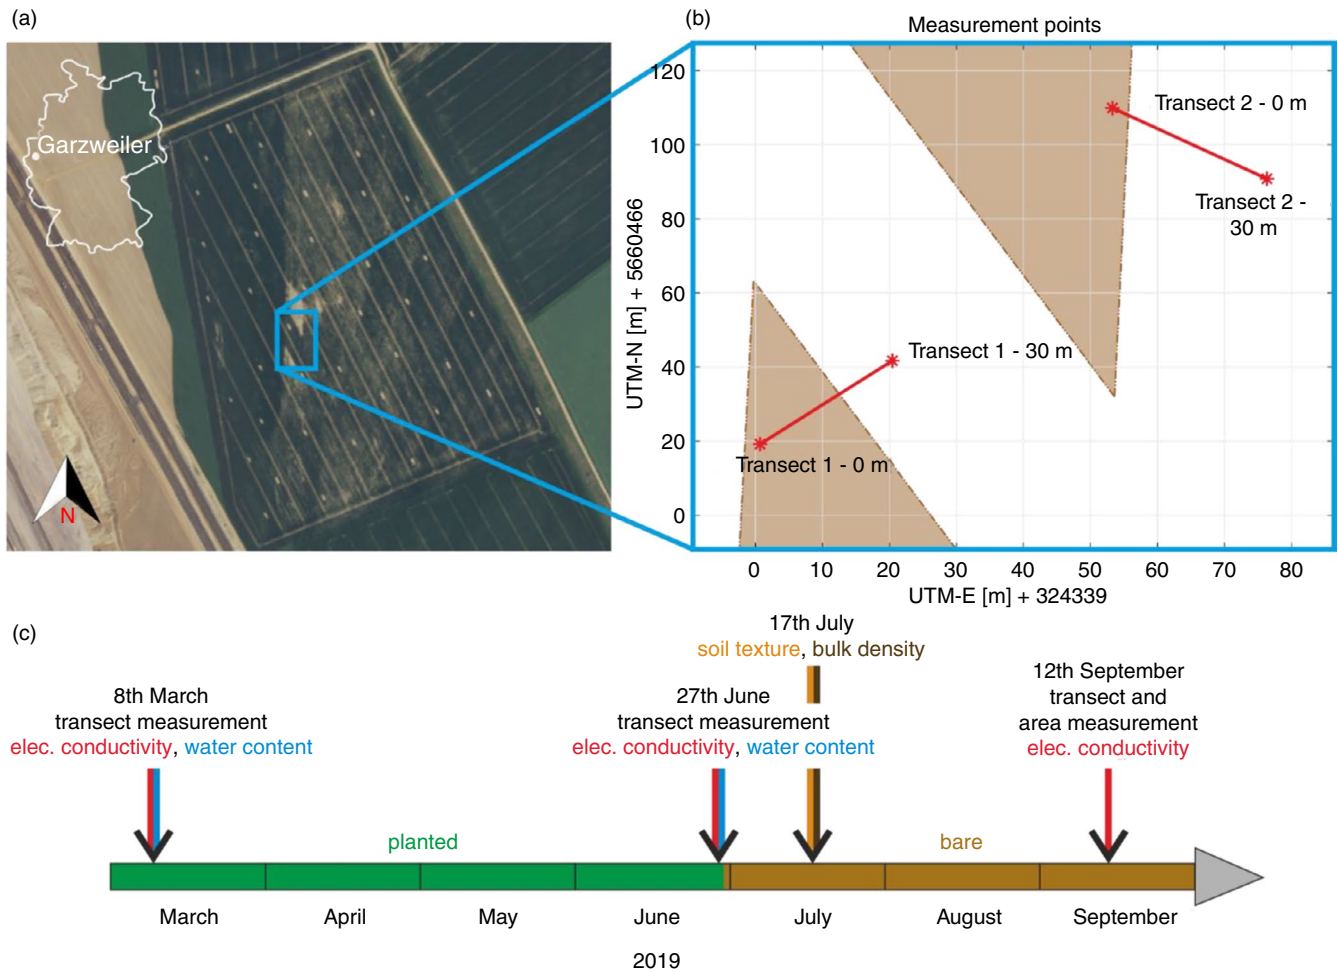 (a)
Garzweiler
N
(b)
Measurement points
120
100
80
60
40
20
0
UTM-N [m] + 5660466
Transect 2 - 0 m
Transect 2 -
30 m
Transect 1 - 30 m
Transect 1 - 0 m
0 10 20 30 40 50 60 70 80
UTM-E [m] + 324339
(c)
8th March
transect measurement
elec. conductivity, water content
27th June
transect measurement
elec. conductivity, water content
17th July
soil texture, bulk density
12th September
transect and
area measurement
elec. conductivity
planted
bare
March April May June July August September
2019